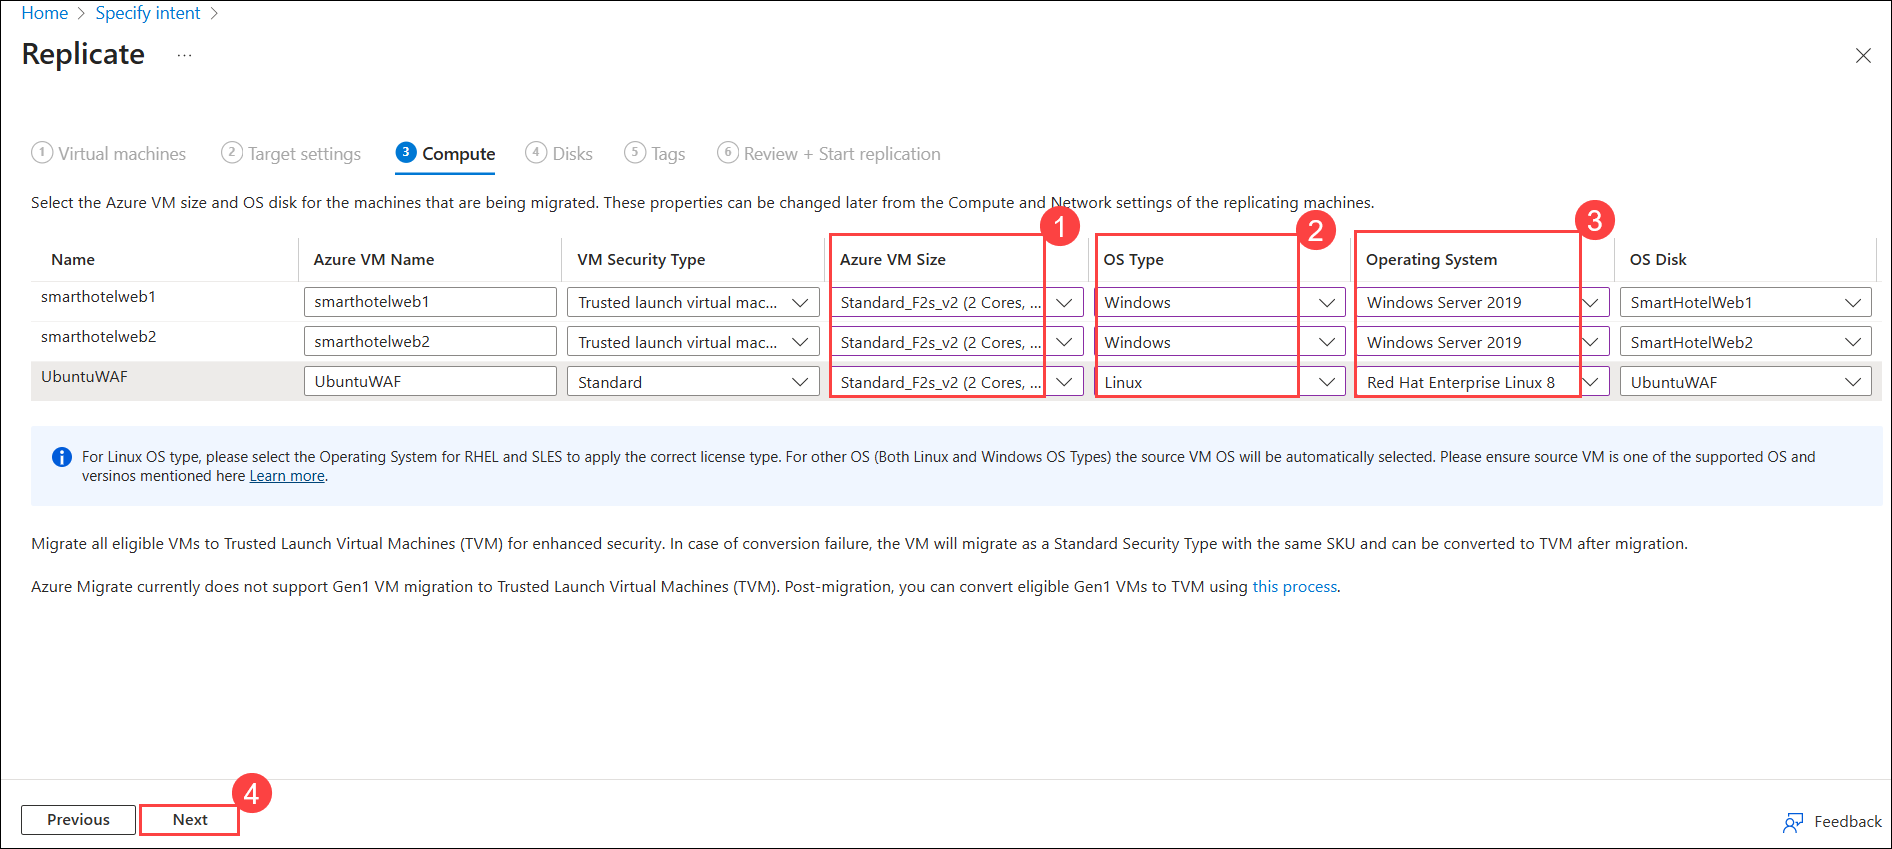 Home > Specify intent >
Replicate ...
1 Virtual machines 2 Target settings 3 Compute 4 Disks 5 Tags 6 Review + Start replication
Select the Azure VM size and OS disk for the machines that are being migrated. These properties can be changed later from the Compute and Network settings of the replicating machines.
1 2 3
Name Azure VM Name VM Security Type Azure VM Size OS Type Operating System OS Disk
smarthotelweb1 smarthotelweb1 Trusted launch virtual mac... Standard_F2s_v2 (2 Cores, ... Windows Windows Server 2019 SmartHotelWeb1
smarthotelweb2 smarthotelweb2 Trusted launch virtual mac... Standard_F2s_v2 (2 Cores, ... Windows Windows Server 2019 SmartHotelWeb2
UbuntuWAF UbuntuWAF Standard Standard_F2s_v2 (2 Cores, ... Linux Red Hat Enterprise Linux 8 UbuntuWAF
For Linux OS type, please select the Operating System for RHEL and SLES to apply the correct license type. For other OS (Both Linux and Windows OS Types) the source VM OS will be automatically selected. Please ensure source VM is one of the supported OS and
versinos mentioned here Learn more.
Migrate all eligible VMs to Trusted Launch Virtual Machines (TVM) for enhanced security. In case of conversion failure, the VM will migrate as a Standard Security Type with the same SKU and can be converted to TVM after migration.
Azure Migrate currently does not support Gen1 VM migration to Trusted Launch Virtual Machines (TVM). Post-migration, you can convert eligible Gen1 VMs to TVM using this process.
4
Previous Next
Feedback